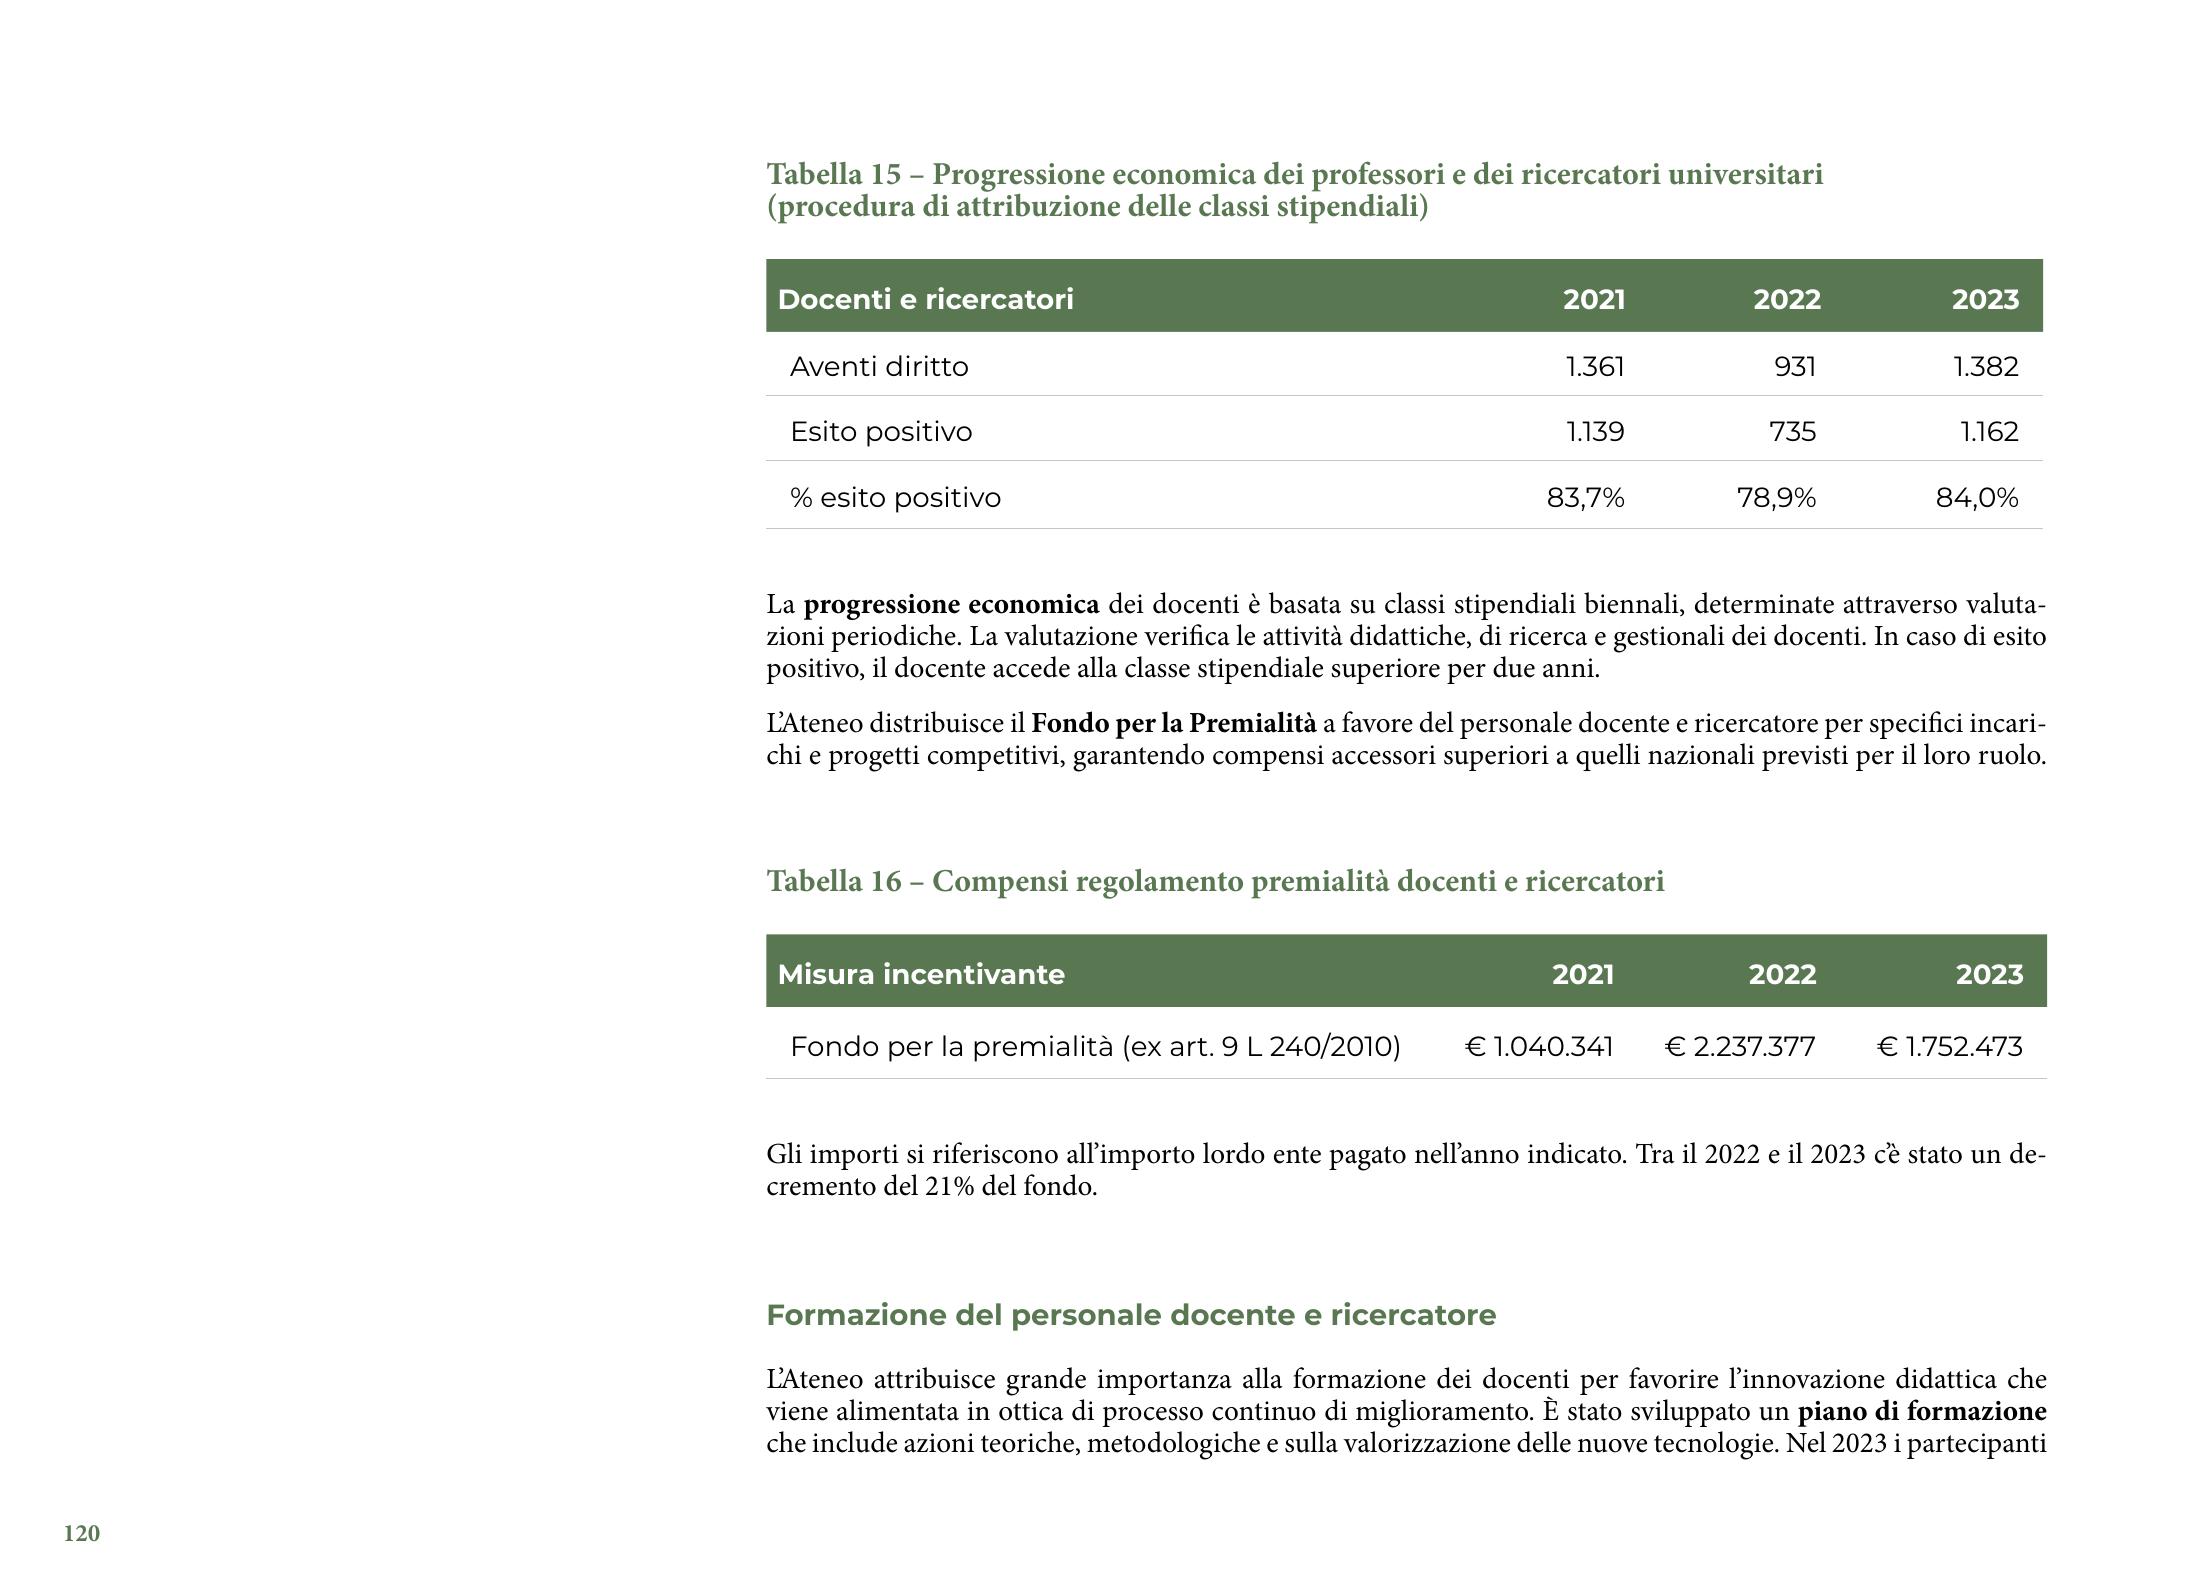 Tabella 15 – Progressione economica dei professori e dei ricercatori universitari
(procedura di attribuzione delle classi stipendiali)
Docenti e ricercatori 2021 2022 2023
Aventi diritto 1.361 931 1.382
Esito positivo 1.139 735 1.162
% esito positivo 83,7% 78,9% 84,0%
La progressione economica dei docenti è basata su classi stipendiali biennali, determinate attraverso valuta-
zioni periodiche. La valutazione verifica le attività didattiche, di ricerca e gestionali dei docenti. In caso di esito
positivo, il docente accede alla classe stipendiale superiore per due anni.
L’Ateneo distribuisce il Fondo per la Premialità a favore del personale docente e ricercatore per specifici incari-
chi e progetti competitivi, garantendo compensi accessori superiori a quelli nazionali previsti per il loro ruolo.
Tabella 16 – Compensi regolamento premialità docenti e ricercatori
Misura incentivante 2021 2022 2023
Fondo per la premialità (ex art. 9 L 240/2010) € 1.040.341 € 2.237.377 € 1.752.473
Gli importi si riferiscono all’importo lordo ente pagato nell’anno indicato. Tra il 2022 e il 2023 c’è stato un de-
cremento del 21% del fondo.
Formazione del personale docente e ricercatore
L’Ateneo attribuisce grande importanza alla formazione dei docenti per favorire l’innovazione didattica che
viene alimentata in ottica di processo continuo di miglioramento. È stato sviluppato un piano di formazione
che include azioni teoriche, metodologiche e sulla valorizzazione delle nuove tecnologie. Nel 2023 i partecipanti
120